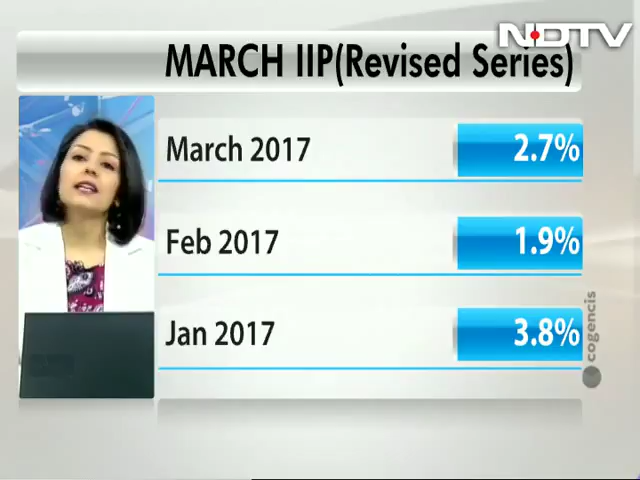 NDTV
MARCH IIP(Revised Series)
March 2017
2.7%
Feb 2017
1.9%
Jan 2017
3.8%
cogencis